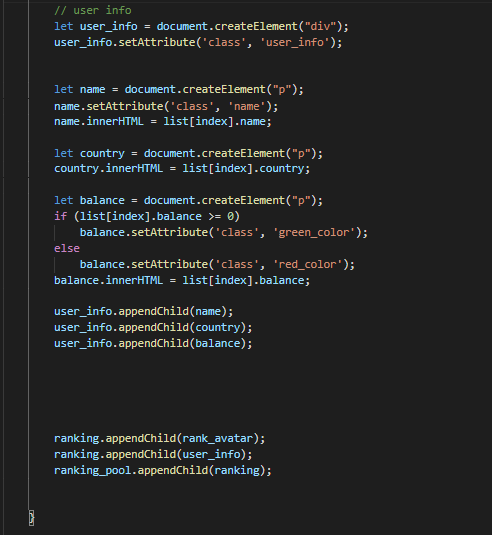 // user info
let user_info = document.createElement("div");
user_info.setAttribute('class', 'user_info');
let name = document.createElement("p");
name.setAttribute('class', 'name');
name.innerHTML = list[index].name;
let country = document.createElement("p");
country.innerHTML = list[index].country;
let balance = document.createElement("p");
if (list[index].balance >= 0)
balance.setAttribute('class', 'green_color');
else
balance.setAttribute('class', 'red_color');
balance.innerHTML = list[index].balance;
user_info.appendChild(name);
user_info.appendChild(country);
user_info.appendChild(balance);
ranking.appendChild(rank_avatar);
ranking.appendChild(user_info);
ranking_pool.appendChild(ranking);
}